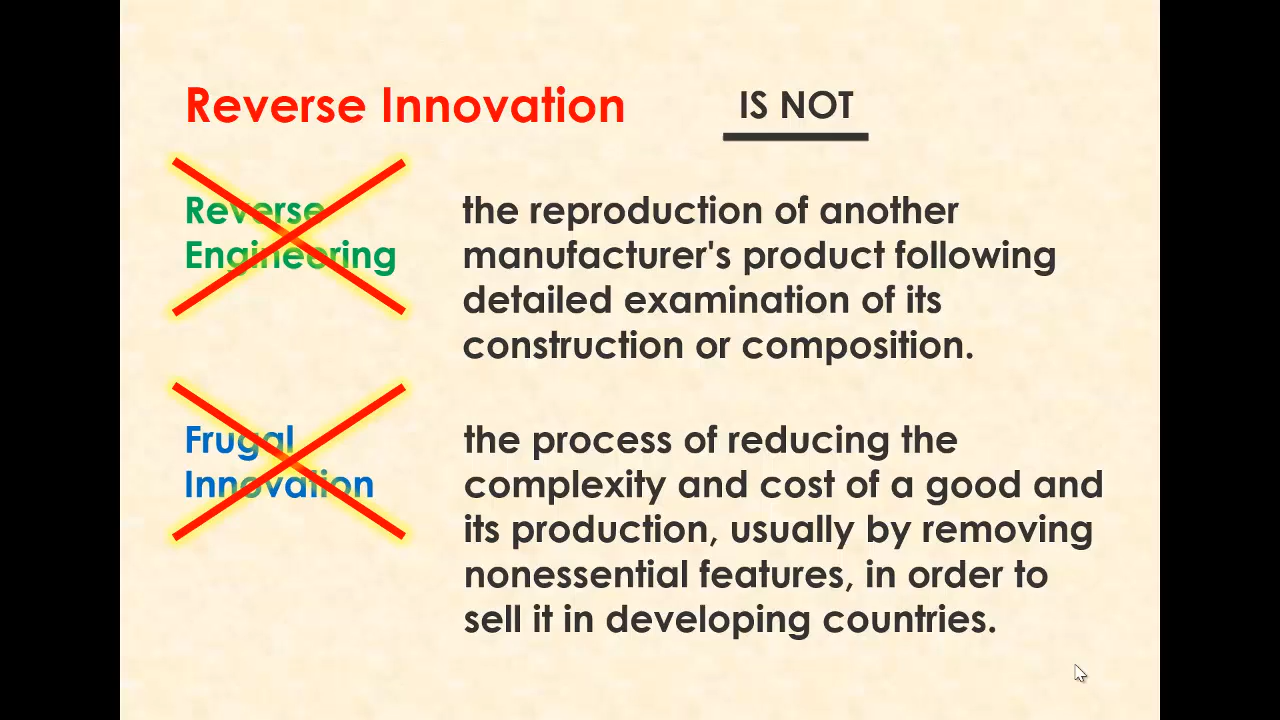 Reverse Innovation IS NOT
Reverse
Engineering
the reproduction of another
manufacturer's product following
detailed examination of its
construction or composition.
Frugal
Innovation
the process of reducing the
complexity and cost of a good and
its production, usually by removing
nonessential features, in order to
sell it in developing countries.